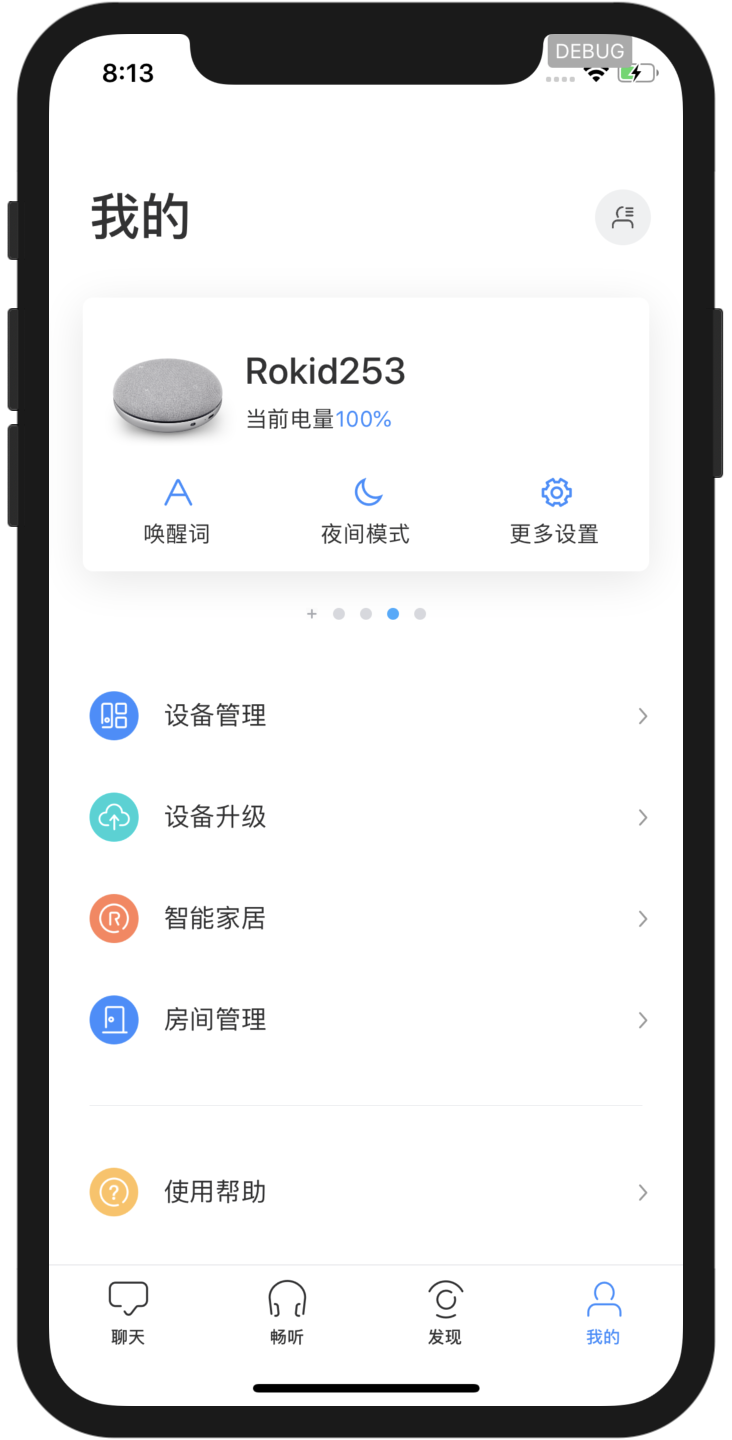 DEBUG
8:13
我的
Rokid253
当前电量100%
唤醒词 夜间模式 更多设置
设备管理
设备升级
智能家居
房间管理
使用帮助
聊天 畅听 发现 我的